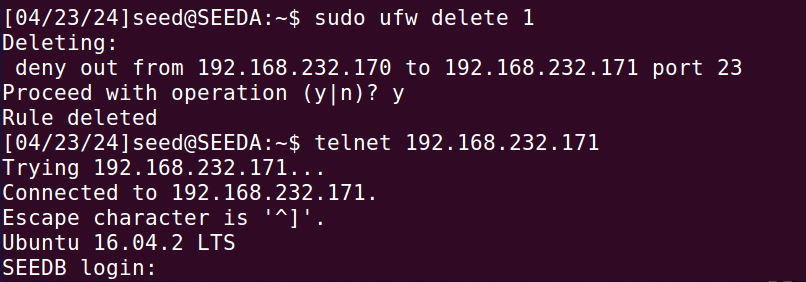 [04/23/24]seed@SEEDA:~$ sudo ufw delete 1
Deleting:
 deny out from 192.168.232.170 to 192.168.232.171 port 23
Proceed with operation (y|n)? y
Rule deleted
[04/23/24]seed@SEEDA:~$ telnet 192.168.232.171
Trying 192.168.232.171...
Connected to 192.168.232.171.
Escape character is '^]'.
Ubuntu 16.04.2 LTS
SEEDB login: